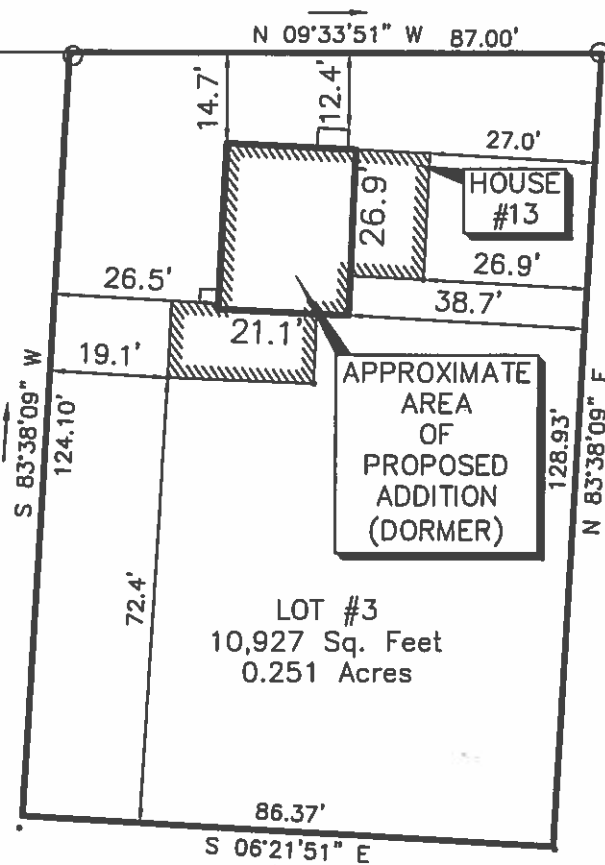 N 09°33'51" W 87.00'
14.7'
12.4'
27.0'
HOUSE
#13
26.9'
26.9'
26.5'
38.7'
21.1'
19.1'
APPROXIMATE
AREA
OF
PROPOSED
ADDITION
(DORMER)
S 83°38'09" W
124.10'
128.93'
N 83°38'09" E
72.4'
LOT #3
10,927 Sq. Feet
0.251 Acres
86.37'
S 06°21'51" E